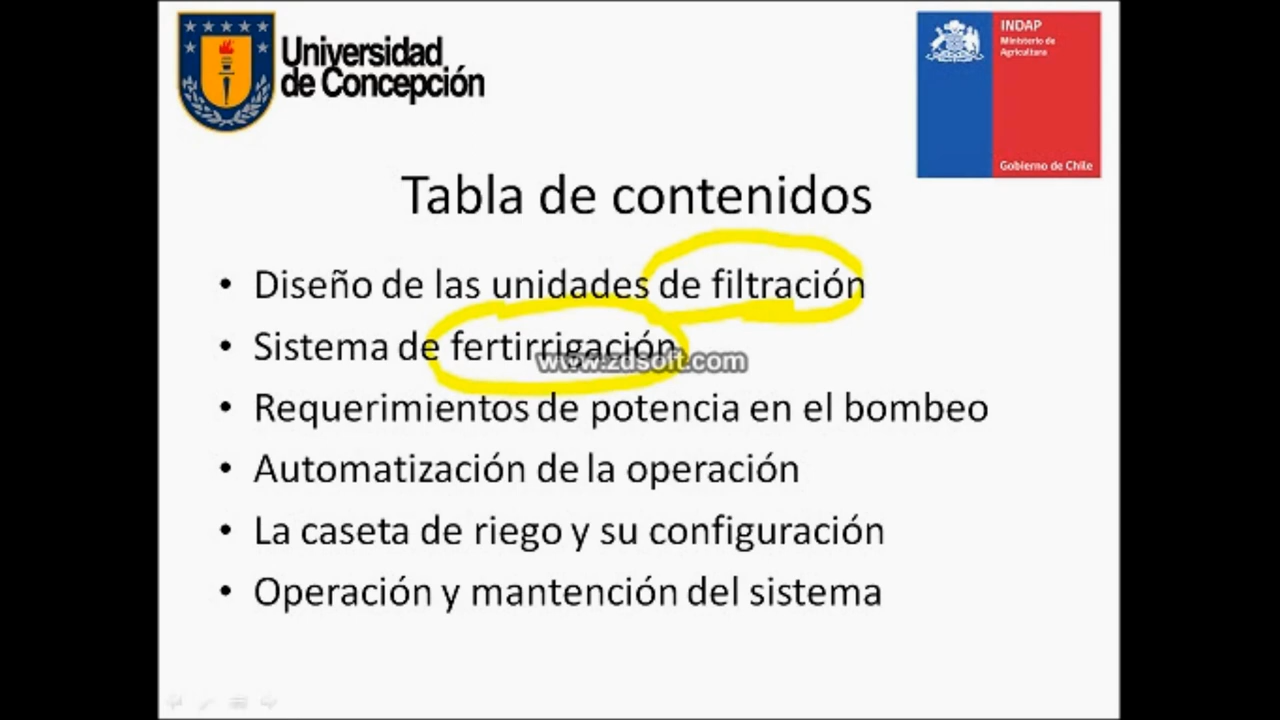 Universidad
de Concepción
INDAP
Ministerio de
Agricultura
Gobierno de Chile
Tabla de contenidos
• Diseño de las unidades de filtración
• Sistema de fertirrigación
www.zdsoft.com
• Requerimientos de potencia en el bombeo
• Automatización de la operación
• La caseta de riego y su configuración
• Operación y mantención del sistema